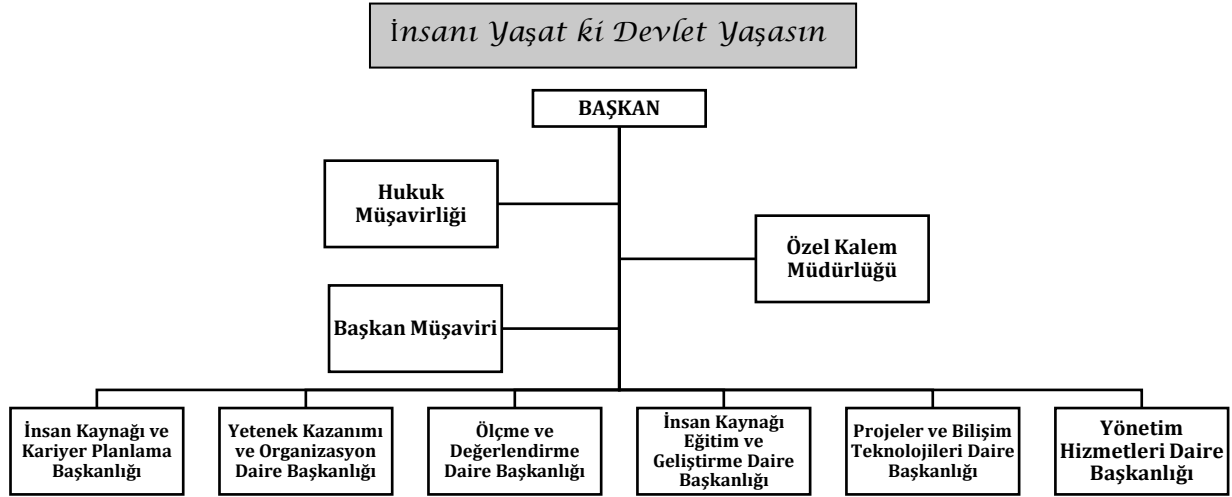 İnsanı Yaşat ki Devlet Yaşasın
BAŞKAN
Hukuk
Müşavirliği
Özel Kalem
Müdürlüğü
Başkan Müşaviri
İnsan Kaynağı ve
Kariyer Planlama
Başkanlığı
Yetenek Kazanımı
ve Organizasyon
Daire Başkanlığı
Ölçme ve
Değerlendirme
Daire Başkanlığı
İnsan Kaynağı
Eğitim ve
Geliştirme Daire
Başkanlığı
Projeler ve Bilişim
Teknolojileri Daire
Başkanlığı
Yönetim
Hizmetleri Daire
Başkanlığı